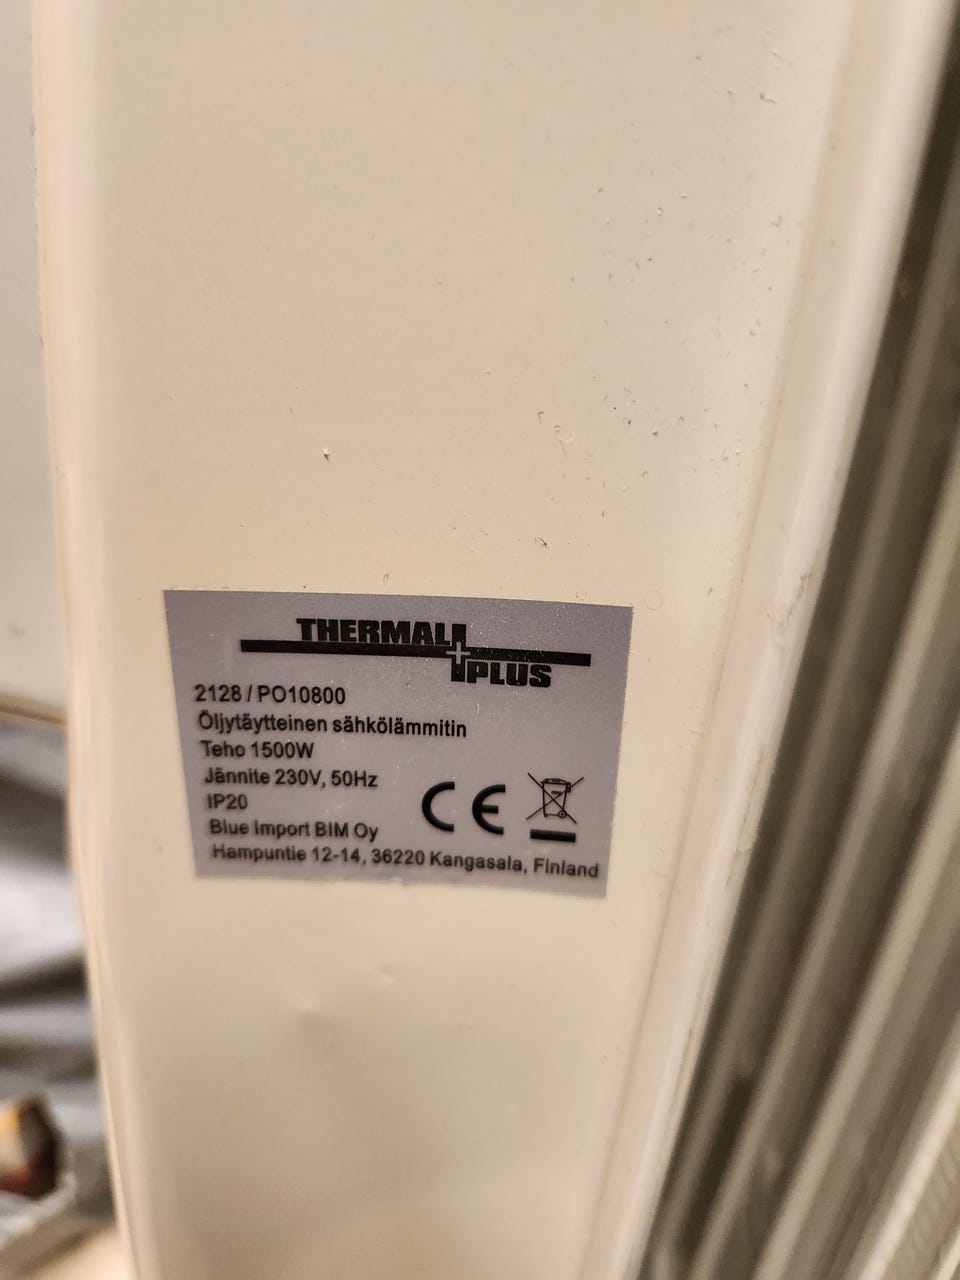 THERMAL
PLUS
2128 / PO10800
Öljytäytteinen sähkölämmitin
Teho 1500W
Jännite 230V, 50Hz
IP20
Blue Import BIM Oy
Hampuntie 12-14, 36220 Kangasala, Finland
CE